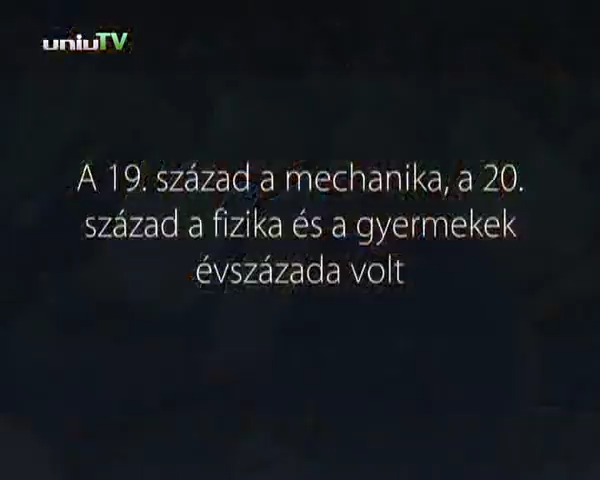 uniuTV
A 19. század a mechanika, a 20.
század a fizika és a gyermekek
évszázada volt